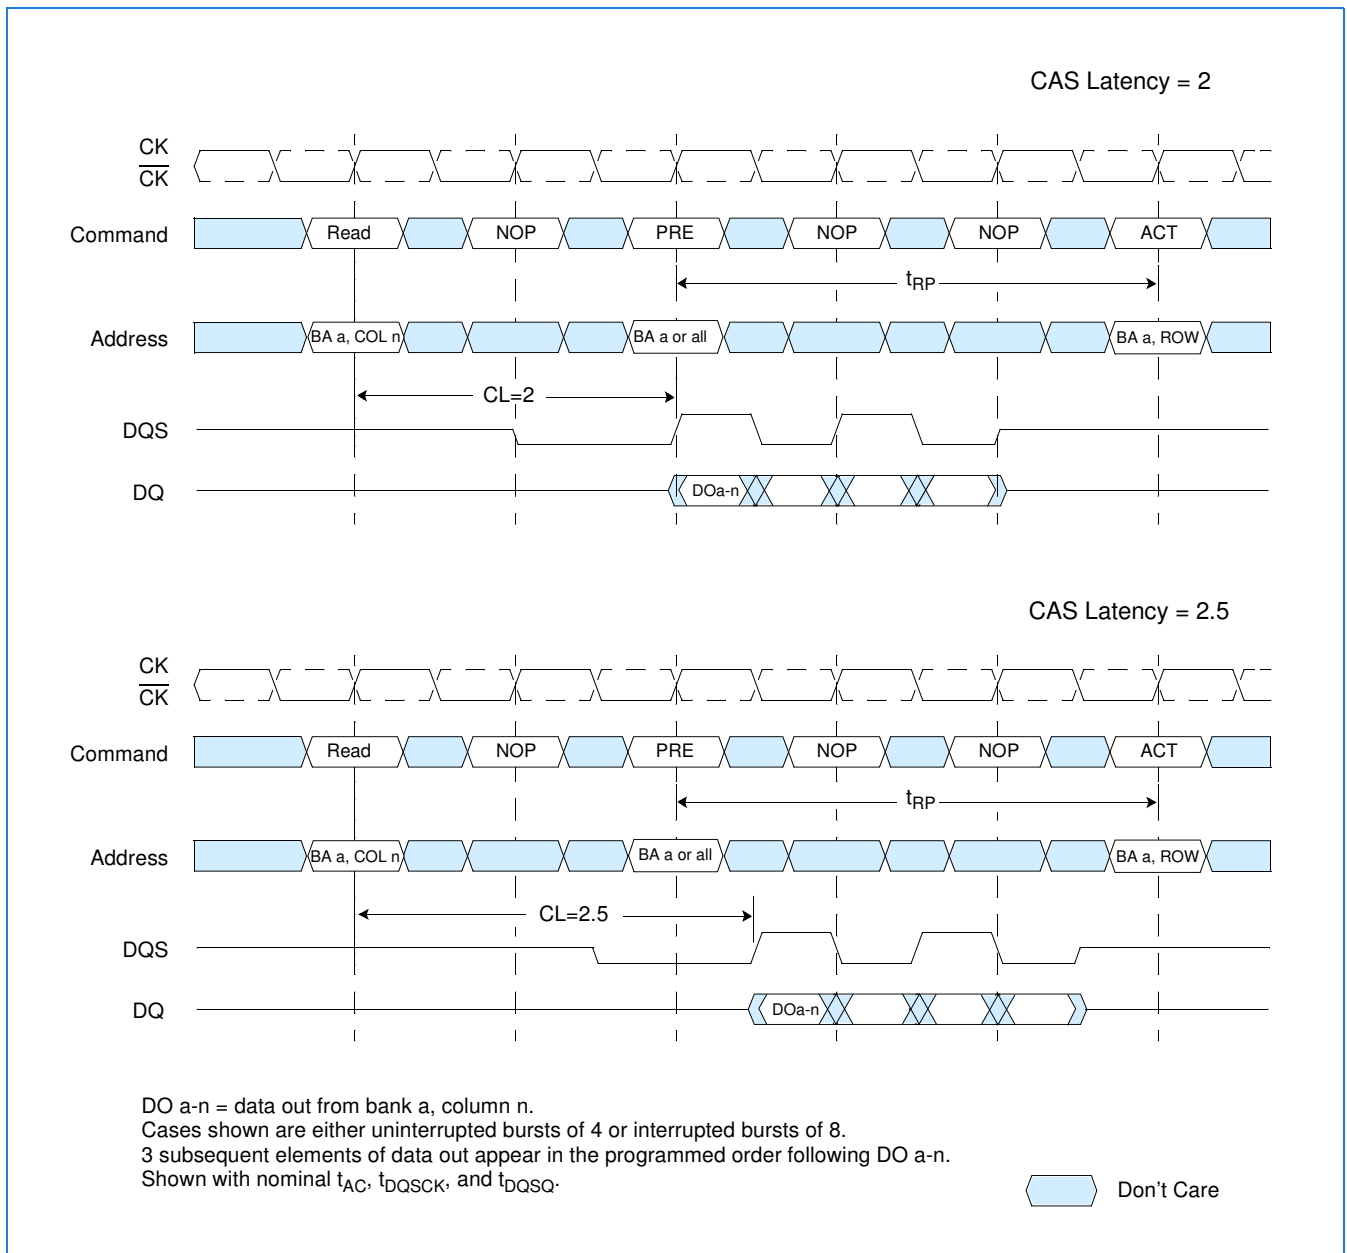 CAS Latency = 2
CK
CK
Command Read NOP PRE NOP NOP ACT
tRP
Address BA a, COL n BA a or all BA a, ROW
CL=2
DQS
DQ DOa-n
CAS Latency = 2.5
CK
CK
Command Read NOP PRE NOP NOP ACT
tRP
Address BA a, COL n BA a or all BA a, ROW
CL=2.5
DQS
DQ DOa-n
DO a-n = data out from bank a, column n.
Cases shown are either uninterrupted bursts of 4 or interrupted bursts of 8.
3 subsequent elements of data out appear in the programmed order following DO a-n.
Shown with nominal tAC, tDQSCK, and tDQSQ.
Don't Care